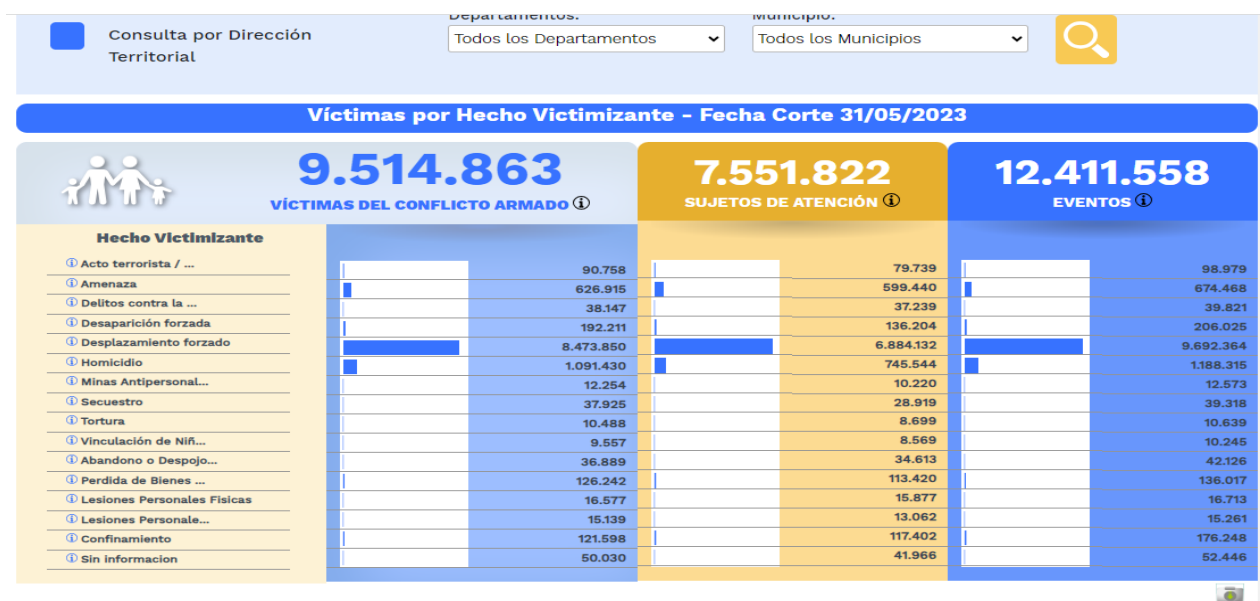 Departamentos:
Municipio:
Consulta por Dirección
Territorial
Todos los Departamentos
Todos los Municipios
Víctimas por Hecho Victimizante - Fecha Corte 31/05/2023
9.514.863
VÍCTIMAS DEL CONFLICTO ARMADO
7.551.822
SUJETOS DE ATENCIÓN
12.411.558
EVENTOS
Hecho Victimizante
Acto terrorista / ... 90.758 79.739 98.979
Amenaza 626.915 599.440 674.468
Delitos contra la ... 38.147 37.239 39.821
Desaparición forzada 192.211 136.204 206.025
Desplazamiento forzado 8.473.850 6.884.132 9.692.364
Homicidio 1.091.430 745.544 1.188.315
Minas Antipersonal... 12.254 10.220 12.573
Secuestro 37.925 28.919 39.318
Tortura 10.488 8.699 10.639
Vinculación de Niñ... 9.557 8.569 10.245
Abandono o Despojo... 36.889 34.613 42.126
Perdida de Bienes ... 126.242 113.420 136.017
Lesiones Personales Fisicas 16.577 15.877 16.713
Lesiones Personale... 15.139 13.062 15.261
Confinamiento 121.598 117.402 176.248
Sin informacion 50.030 41.966 52.446